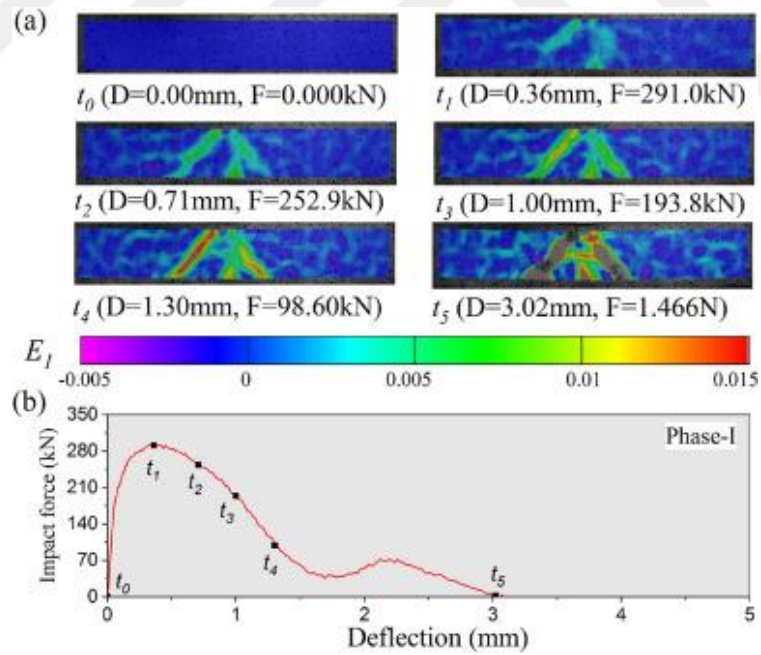 (a)
t0 (D=0.00mm, F=0.000kN)
t1 (D=0.36mm, F=291.0kN)
t2 (D=0.71mm, F=252.9kN)
t3 (D=1.00mm, F=193.8kN)
t4 (D=1.30mm, F=98.60kN)
t5 (D=3.02mm, F=1.466N)
E1
-0.005 0 0.005 0.01 0.015
(b)
Phase-I
Impact force (kN)
350
280
210
140
70
0
t0
t1
t2
t3
t4
t5
0 1 2 3 4 5
Deflection (mm)